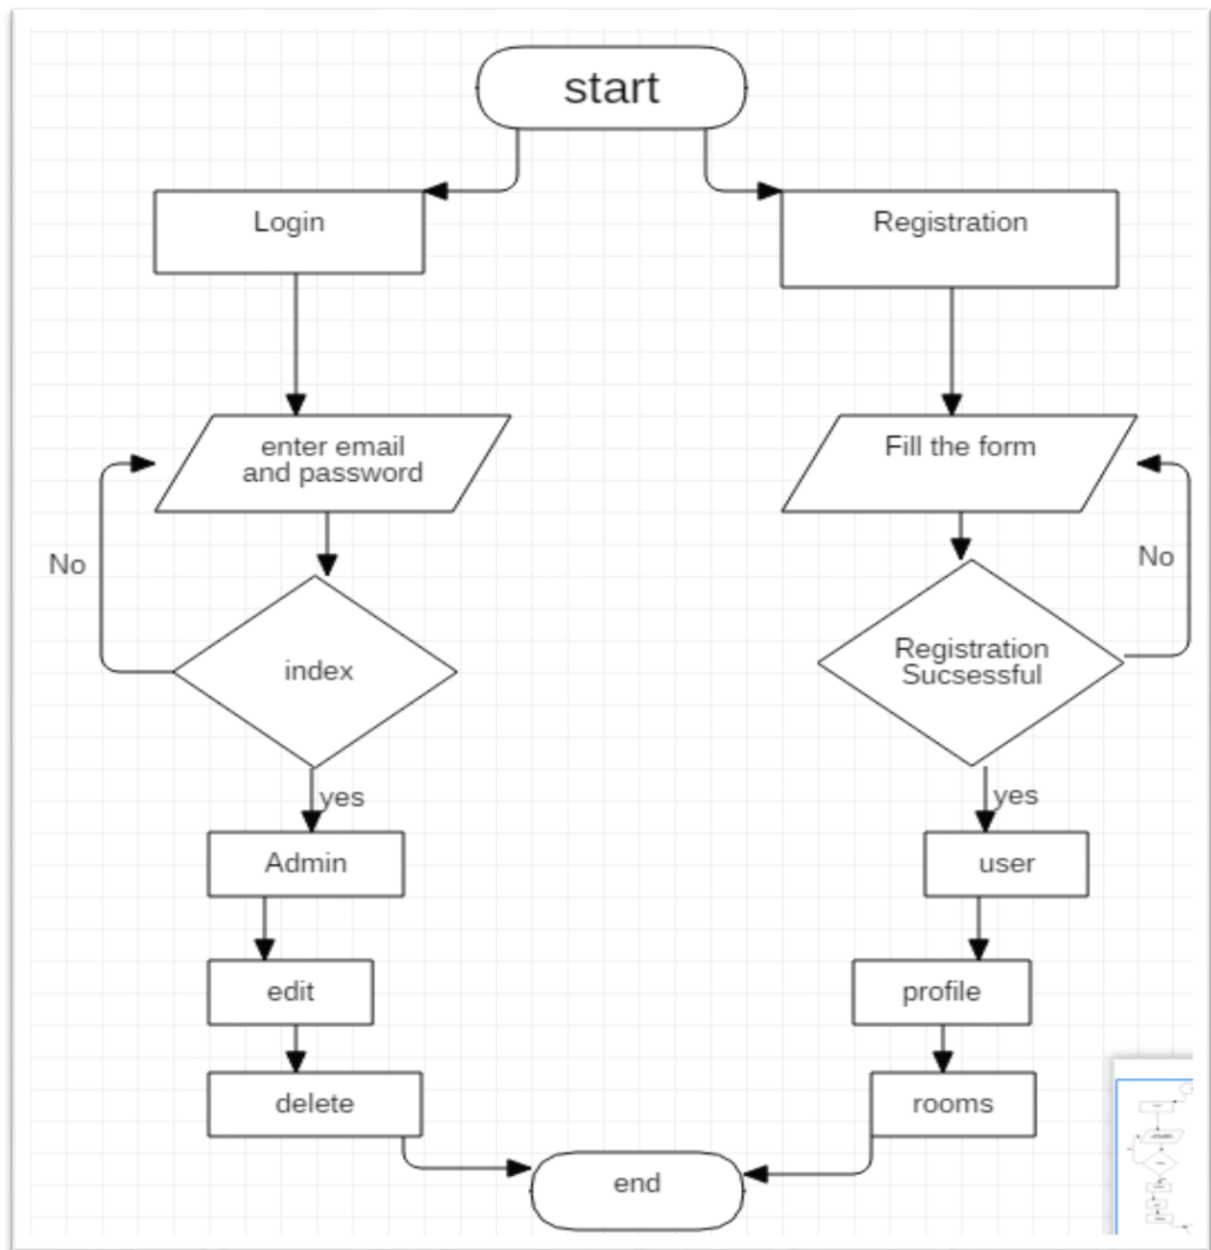 start
Login
Registration
enter email
and password
Fill the form
No
No
index
Registration
Sucsessful
yes
yes
Admin
user
edit
profile
delete
rooms
end